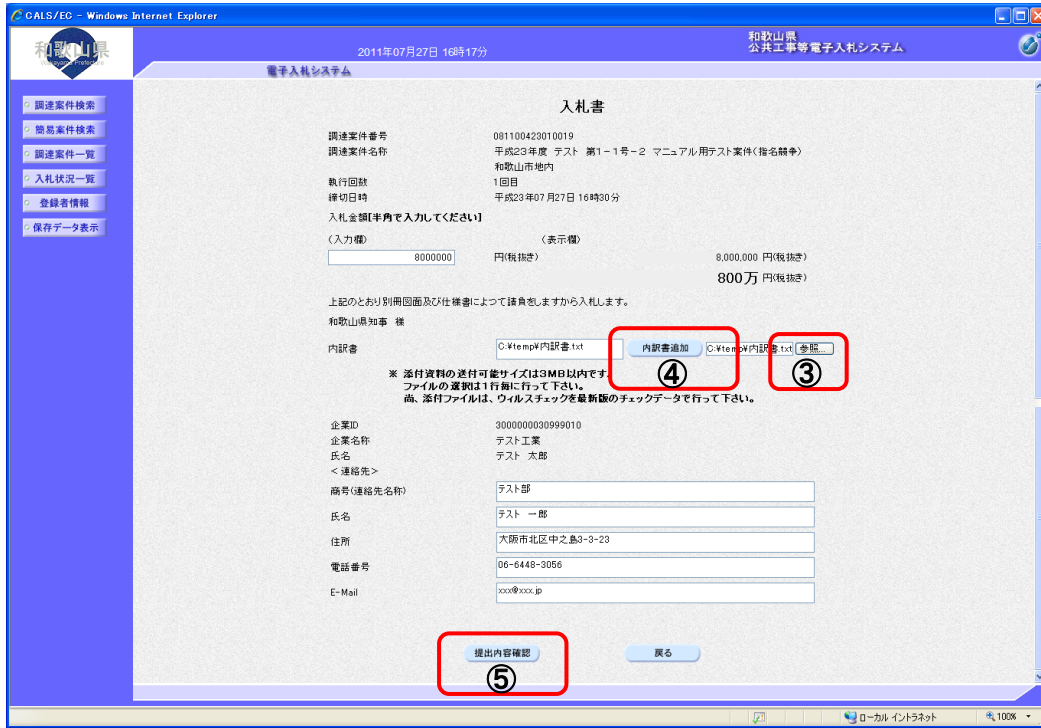 CALS/EC - Windows Internet Explorer
和歌山県
Wakayama Prefecture
2011年07月27日 16時17分
和歌山県
公共工事等電子入札システム
電子入札システム
調達案件検索
簡易案件検索
調達案件一覧
入札状況一覧
登録者情報
保存データ表示
入札書
調達案件番号 081100423010019
調達案件名称 平成23年度 テスト 第1-1号-2 マニュアル用テスト案件(指名競争)
和歌山市地内
執行回数 1回目
締切日時 平成23年07月27日 16時30分
入札金額[半角で入力してください]
(入力欄) (表示欄)
8000000 円(税抜き) 8,000,000 円(税抜き)
800万 円(税抜き)
上記のとおり別冊図面及び仕様書によって請負をしますから入札します。
和歌山県知事 様
内訳書 C:¥temp¥内訳書.txt 内訳書追加 C:¥temp¥内訳書.txt 参照...
④ ③
※ 添付資料の送付可能サイズは3MB以内です。
ファイルの選択は1行毎に行って下さい。
尚、添付ファイルは、ウィルスチェックを最新版のチェックデータで行って下さい。
企業ID 3000000030999010
企業名称 テスト工業
氏名 テスト 太郎
<連絡先>
商号(連絡先名称) テスト部
氏名 テスト 一郎
住所 大阪市北区中之島3-3-23
電話番号 06-6448-3056
E-Mail xxx@xxx.jp
提出内容確認 戻る
⑤
ローカル イントラネット 100%